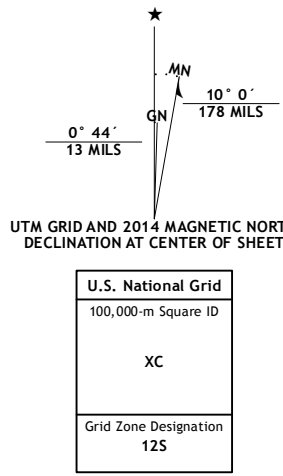 ★
MN
GN
10° 0´
178 MILS
0° 44´
13 MILS
UTM GRID AND 2014 MAGNETIC NORT
DECLINATION AT CENTER OF SHEET
U.S. National Grid
100,000-m Square ID
XC
Grid Zone Designation
12S